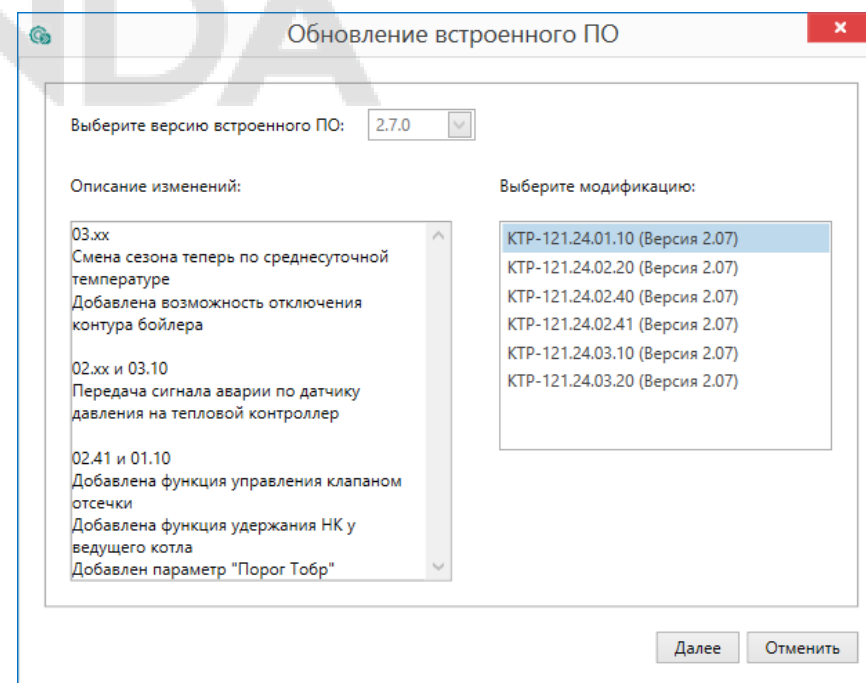 NDA
Обновление встроенного ПО
Выберите версию встроенного ПО: 2.7.0
Описание изменений:
03.xx
Смена сезона теперь по среднесуточной
температуре
Добавлена возможность отключения
контура бойлера
02.xx и 03.10
Передача сигнала аварии по датчику
давления на тепловой контроллер
02.41 и 01.10
Добавлена функция управления клапаном
отсечки
Добавлена функция удержания НК у
ведущего котла
Добавлен параметр "Порог Тобр"
Выберите модификацию:
КТР-121.24.01.10 (Версия 2.07)
КТР-121.24.02.20 (Версия 2.07)
КТР-121.24.02.40 (Версия 2.07)
КТР-121.24.02.41 (Версия 2.07)
КТР-121.24.03.10 (Версия 2.07)
КТР-121.24.03.20 (Версия 2.07)
Далее Отменить